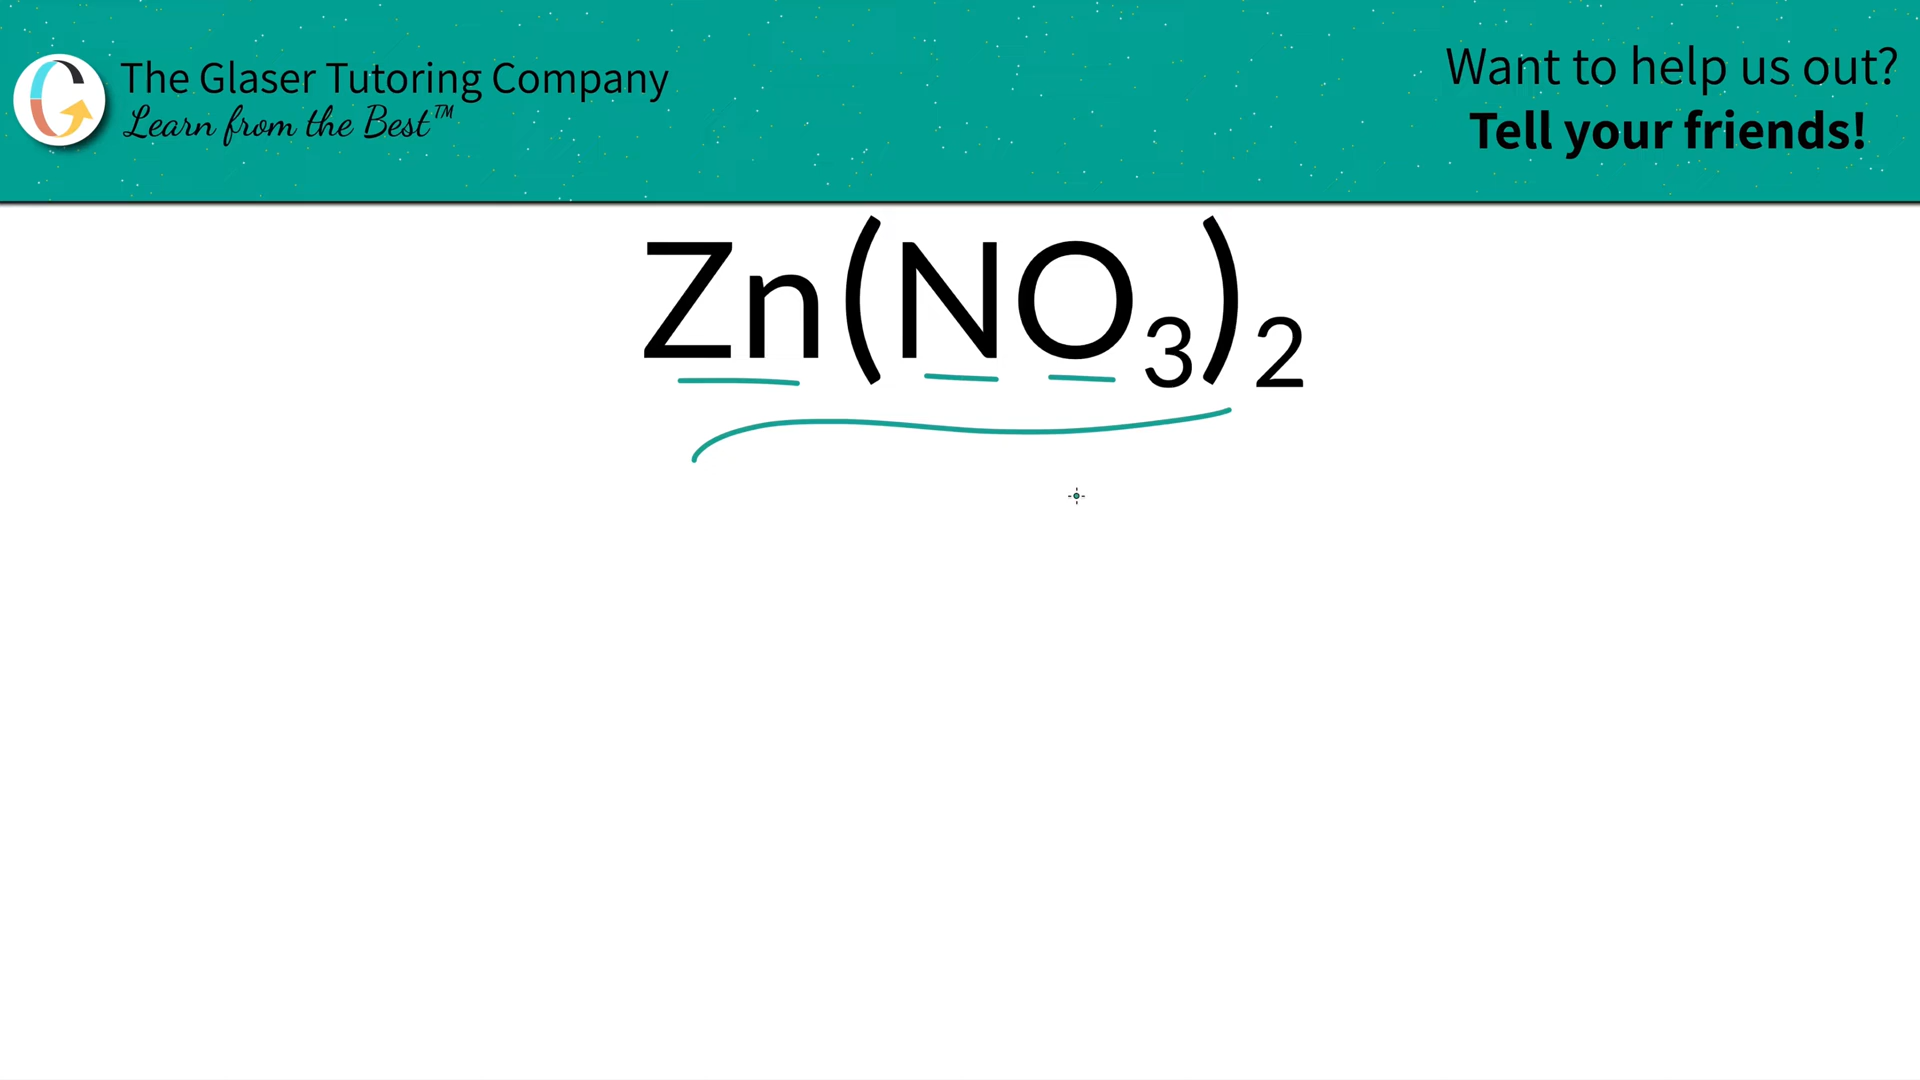 The Glaser Tutoring Company
Learn from the Best™
Want to help us out?
Tell your friends!
Zn(NO₃)₂